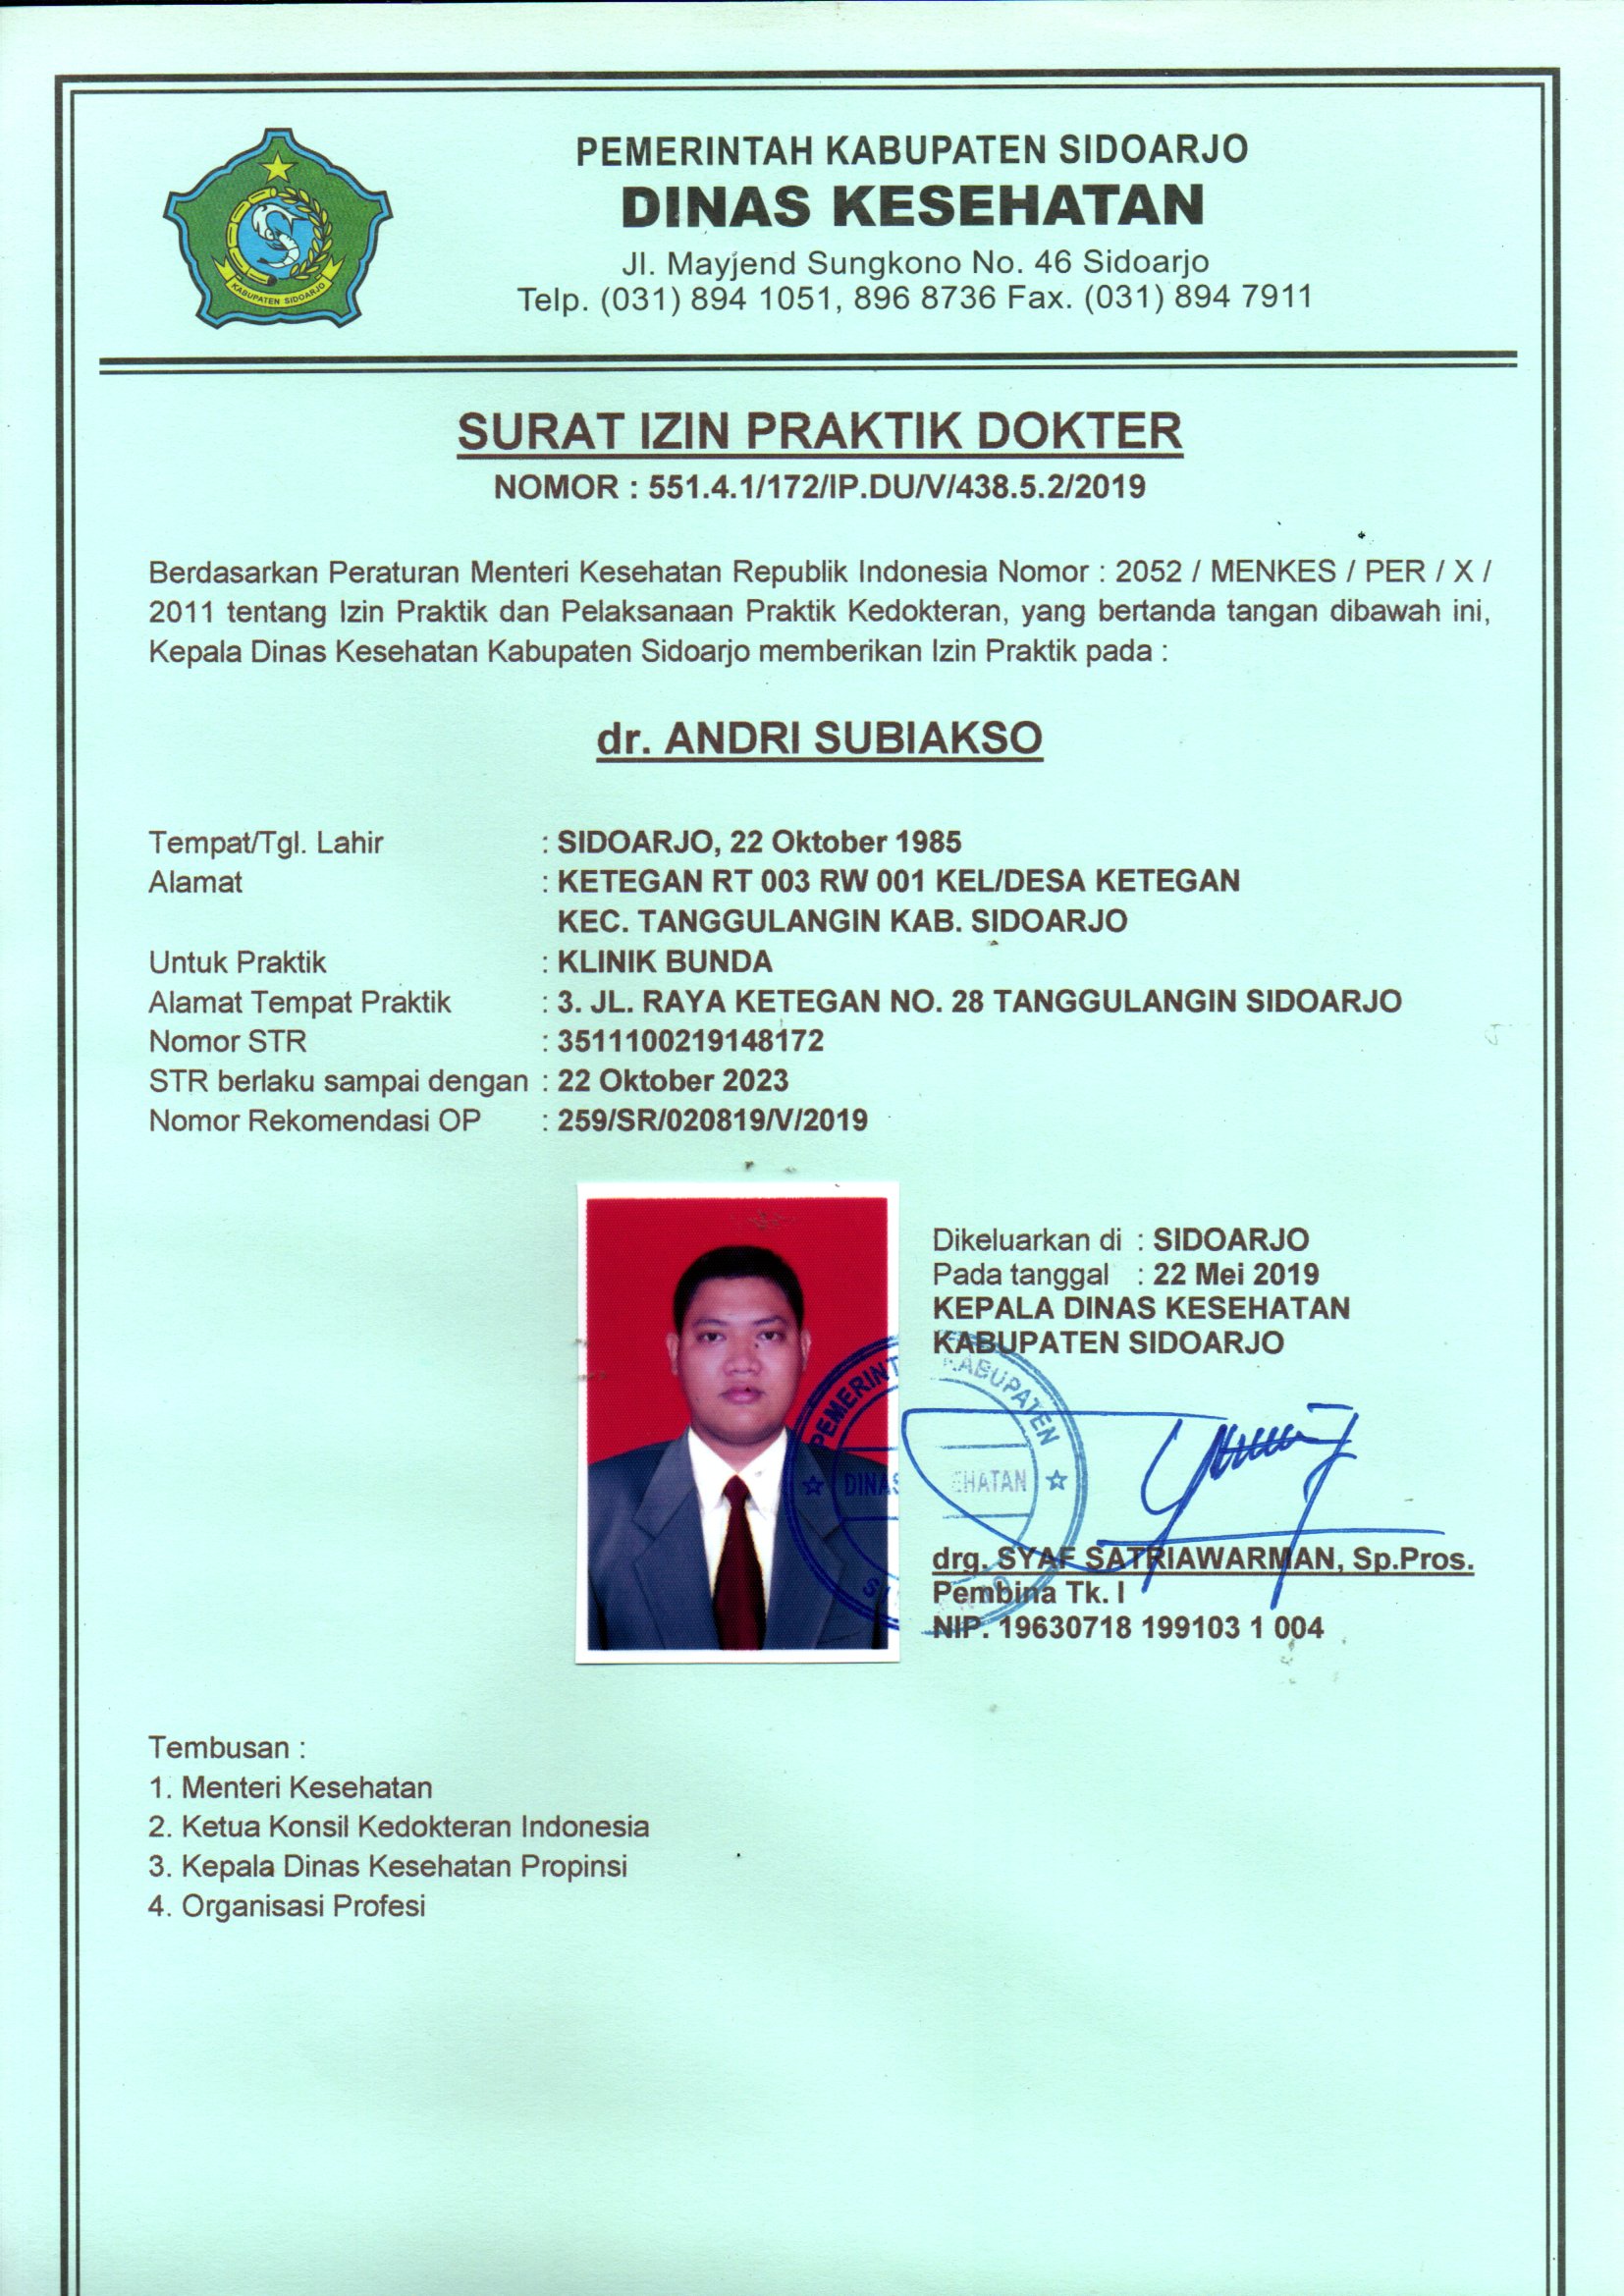 PEMERINTAH KABUPATEN SIDOARJO
DINAS KESEHATAN
Jl. Mayjend Sungkono No. 46 Sidoarjo
Telp. (031) 894 1051, 896 8736 Fax. (031) 894 7911
KABUPATEN SIDOARJO
SURAT IZIN PRAKTIK DOKTER
NOMOR : 551.4.1/172/IP.DU/V/438.5.2/2019
Berdasarkan Peraturan Menteri Kesehatan Republik Indonesia Nomor : 2052 / MENKES / PER / X /
2011 tentang Izin Praktik dan Pelaksanaan Praktik Kedokteran, yang bertanda tangan dibawah ini,
Kepala Dinas Kesehatan Kabupaten Sidoarjo memberikan Izin Praktik pada :
dr. ANDRI SUBIAKSO
Tempat/Tgl. Lahir : SIDOARJO, 22 Oktober 1985
Alamat : KETEGAN RT 003 RW 001 KEL/DESA KETEGAN
KEC. TANGGULANGIN KAB. SIDOARJO
Untuk Praktik : KLINIK BUNDA
Alamat Tempat Praktik : 3. JL. RAYA KETEGAN NO. 28 TANGGULANGIN SIDOARJO
Nomor STR : 3511100219148172
STR berlaku sampai dengan : 22 Oktober 2023
Nomor Rekomendasi OP : 259/SR/020819/V/2019
Dikeluarkan di : SIDOARJO
Pada tanggal : 22 Mei 2019
KEPALA DINAS KESEHATAN
KABUPATEN SIDOARJO
PEMERINT KABUPATEN
DINAS EHATAN
drg. SYAF SATRIAWARMAN, Sp.Pros.
Pembina Tk. I
NIP. 19630718 199103 1 004
Tembusan :
1. Menteri Kesehatan
2. Ketua Konsil Kedokteran Indonesia
3. Kepala Dinas Kesehatan Propinsi
4. Organisasi Profesi